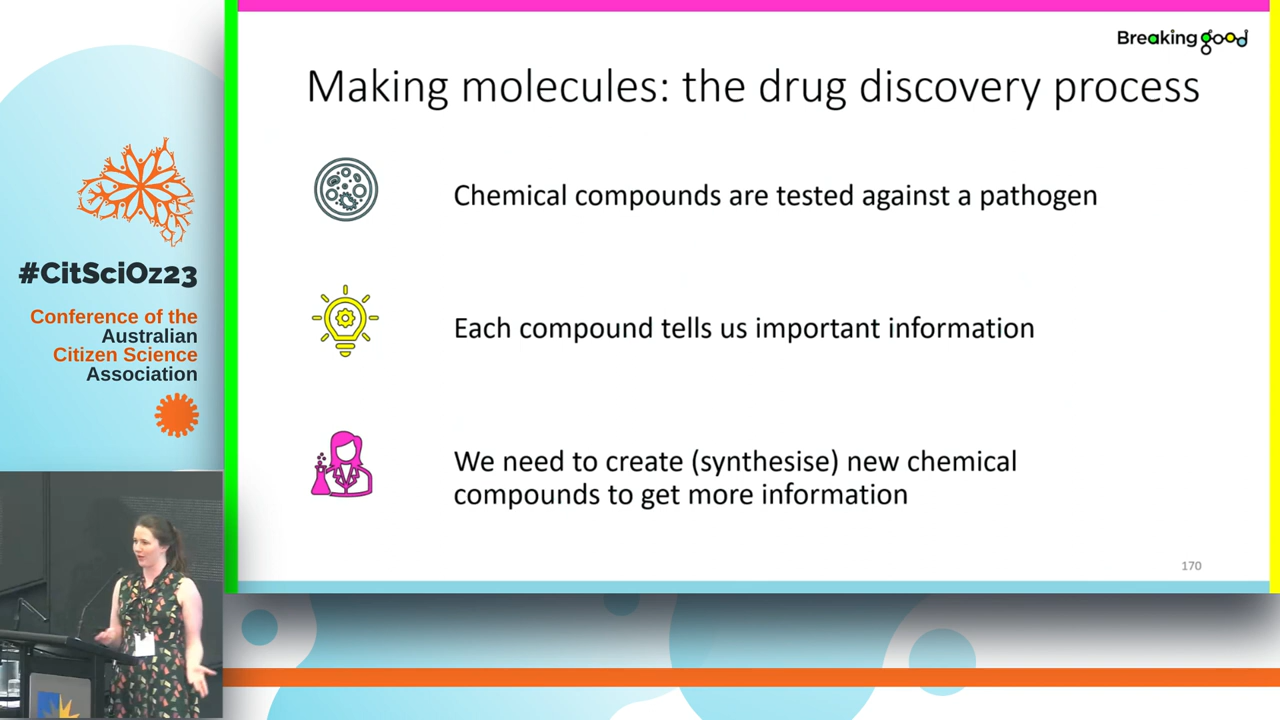 Breaking good
Making molecules: the drug discovery process
Chemical compounds are tested against a pathogen
Each compound tells us important information
We need to create (synthesise) new chemical
compounds to get more information
170
#CitSciOz23
Conference of the
Australian
Citizen Science
Association